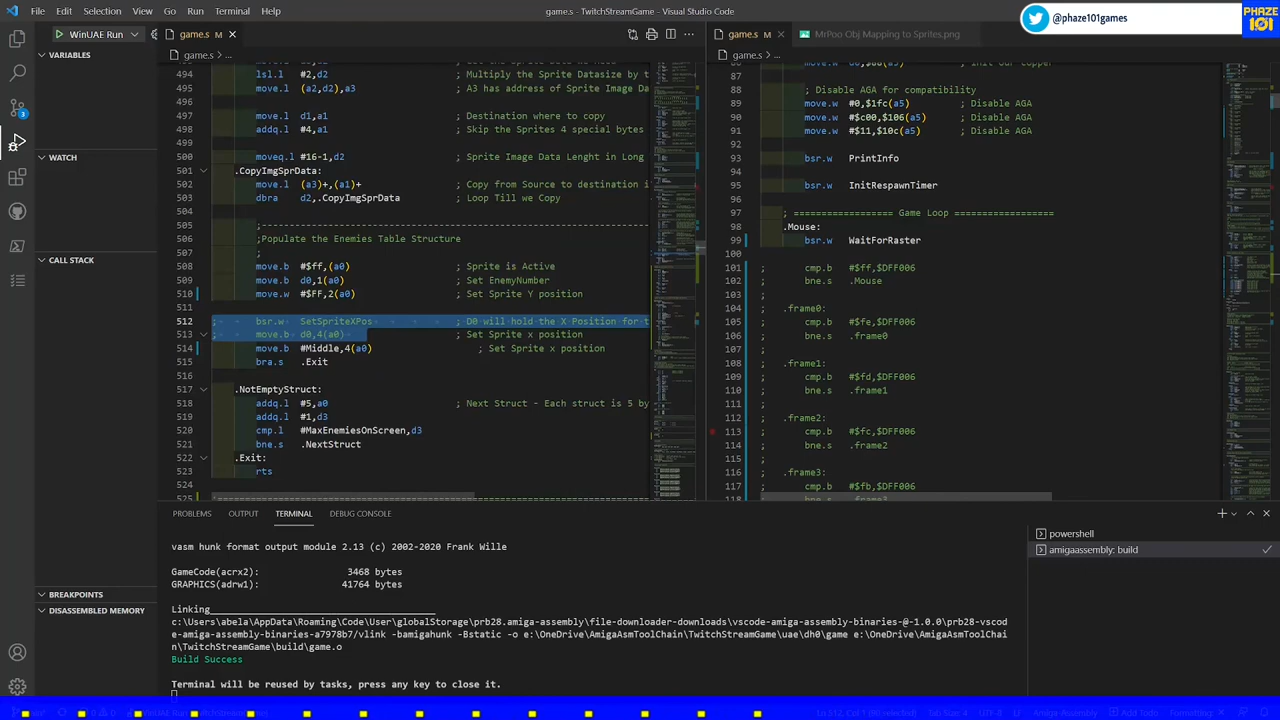 File Edit Selection View Go Run Terminal Help
game.s - TwitchStreamGame - Visual Studio Code
@phaze101games
PHAZE
101
WinUAE Run
game.s M
game.s M
MrPoo Obj Mapping to Sprites.png
VARIABLES
game.s > ...
game.s > ...
494 lsl.l #2,d2 ; Multiply the Sprite Datasize by t
495 move.l (a2,d2),a3 ; A3 has address of Sprite Image Da
496
497 move.l d1,a1 ; Destination where to copy
498 addq.l #4,a1 ; Skip the Sprites 4 special bytes
499
500 moveq.l #16-1,d2 ; Sprite Image Data Lenght in Long
501 .CopyImgSprData:
502 move.l (a3)+,(a1)+ ; Copy from Source to destination i
503 dbra d2,.CopyImgSprData ; Loop Till we Copy
504
505 ;-----------------------------------------------------------
506 ;Populate the Enemies Table Structure
507 ;
508 move.b #$ff,(a0) ; Sprite is Active
509 move.b d0,1(a0) ; Set EnemyNumber
510 move.w #$FF,2(a0) ; Set Sprite Y position
511
512 ; bsr.w SetSpriteXPos ; D0 will hold the X Position for t
513 ; move.b d0,4(a0) ; Set Sprite x position
514 move.b #Middle,4(a0) ; Set Sprite x position
515 bra.s .Exit
516
517 .NotEmptyStruct:
518 addq.l #5,a0 ; Next Struct - Each struct is 5 by
519 addq.l #1,d3
520 cmp.l #MaxEnemiesOnScreen,d3
521 bne.s .NextStruct
522 .Exit:
523 rts
524
525
87
88 ; Disable AGA for compatibility
89 move.w #0,$1fc(a5) ; Disable AGA
90 move.w #$c00,$106(a5) ; Disable AGA
91 move.w #$11,$10c(a5) ; Disable AGA
92
93 bsr.w PrintInfo
94
95 bsr.w InitRespawnTimer
96
97 ; ================= Game Loop ==================
98 .Mouse:
99 bsr.w WaitForRaster
100
101 ; cmp.b #$ff,$DFF006
102 ; bne.s .Mouse
103
104 ; .frame0:
105 ; cmp.b #$fe,$DFF006
106 ; bne.s .frame0
107
108 ; .frame1:
109 ; cmp.b #$fd,$DFF006
110 ; bne.s .frame1
111
112 ; .frame2:
113 ; cmp.b #$fc,$DFF006
114 ; bne.s .frame2
115
116 ; .frame3:
117 ; cmp.b #$fb,$DFF006
118 ; bne.s .frame3
3
WATCH
CALL STACK
BREAKPOINTS
DISASSEMBLED MEMORY
PROBLEMS OUTPUT TERMINAL DEBUG CONSOLE
vasm hunk format output module 2.13 (c) 2002-2020 Frank Wille
GameCode(acrx2): 3468 bytes
GRAPHICS(adrw1): 41764 bytes
Linking________________________________________
c:\Users\abela\AppData\Roaming\Code\User\globalStorage\prb28.amiga-assembly\file-downloader-downloads\vscode-amiga-assembly-binaries-@-1.0.0\prb28-vscod
e-amiga-assembly-binaries-a7978b7/vlink -bamigahunk -Bstatic -o e:\OneDrive\AmigaAsmToolChain\TwitchStreamGame\uae\dh0\game e:\OneDrive\AmigaAsmToolChai
n\TwitchStreamGame\build\game.o
Build Success
Terminal will be reused by tasks, press any key to close it.
powershell
amigaassembly: build